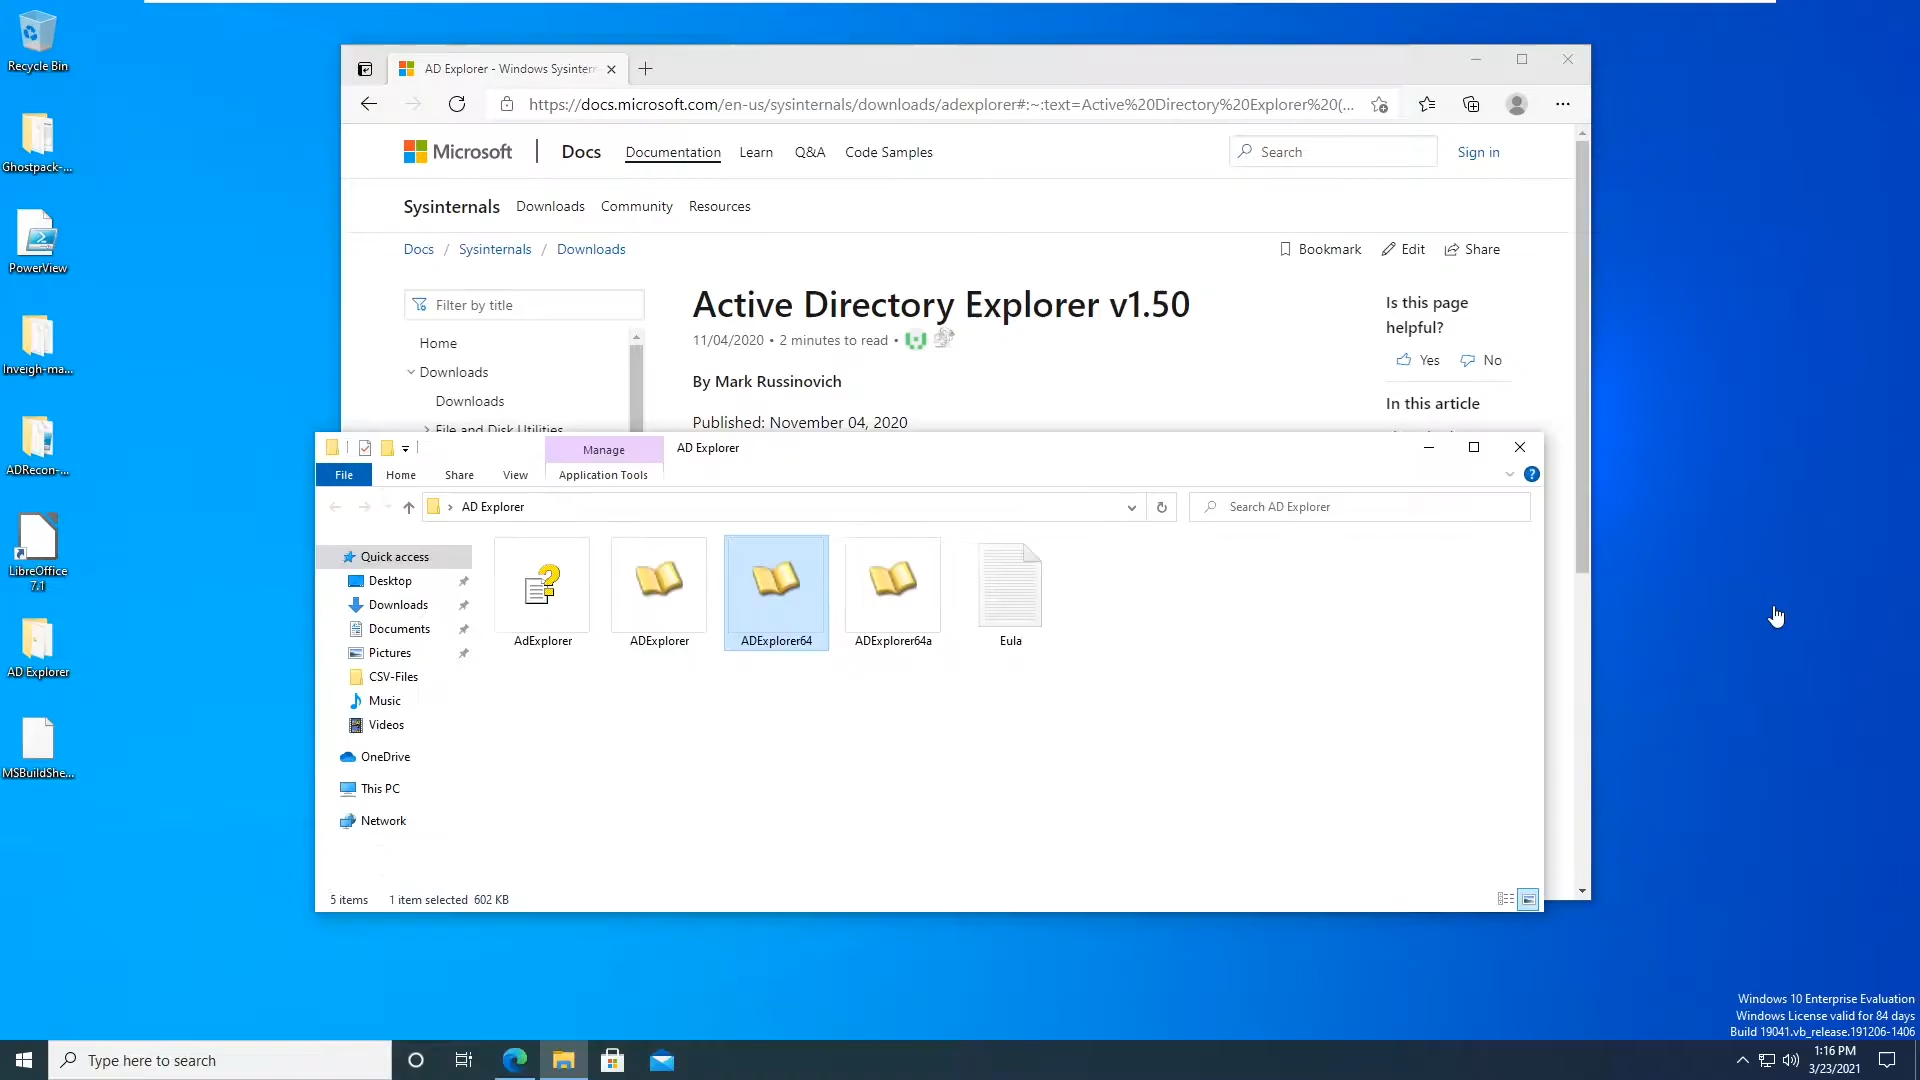 Recycle Bin
Ghostpack-...
PowerView
Inveigh-ma...
ADRecon-...
LibreOffice
7.1
AD Explorer
MSBuildShe...
AD Explorer - Windows Sysintern
https://docs.microsoft.com/en-us/sysinternals/downloads/adexplorer#:~:text=Active%20Directory%20Explorer%20(...
Microsoft
Docs
Documentation
Learn
Q&A
Code Samples
Search
Sign in
Sysinternals
Downloads
Community
Resources
Docs / Sysinternals / Downloads
Bookmark
Edit
Share
Filter by title
Home
Downloads
Downloads
File and Disk Utilities
Active Directory Explorer v1.50
11/04/2020 • 2 minutes to read •
By Mark Russinovich
Published: November 04, 2020
Is this page
helpful?
Yes
No
In this article
Manage
AD Explorer
File
Home
Share
View
Application Tools
AD Explorer
Search AD Explorer
Quick access
Desktop
Downloads
Documents
Pictures
CSV-Files
Music
Videos
OneDrive
This PC
Network
AdExplorer
ADExplorer
ADExplorer64
ADExplorer64a
Eula
5 items
1 item selected 602 KB
Windows 10 Enterprise Evaluation
Windows License valid for 84 days
Build 19041.vb_release.191206-1406
Type here to search
1:16 PM
3/23/2021